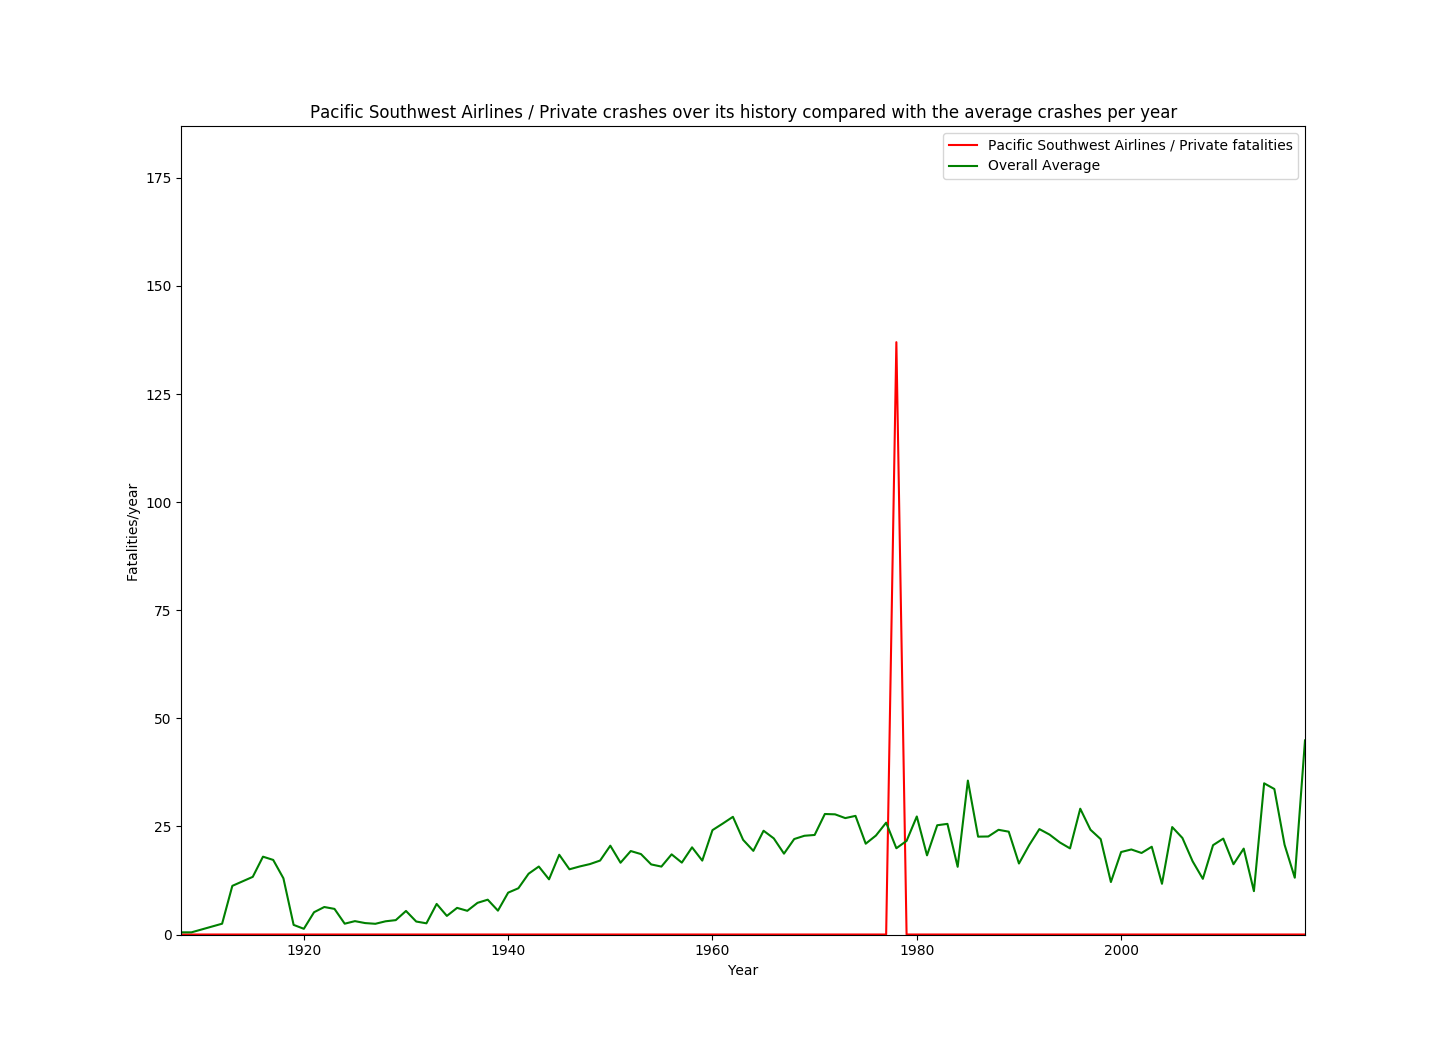 Pacific Southwest Airlines / Private crashes over its history compared with the average crashes per year
Pacific Southwest Airlines / Private fatalities
Overall Average
175
150
125
100
75
50
25
0
Fatalities/year
1920
1940
1960
1980
2000
Year